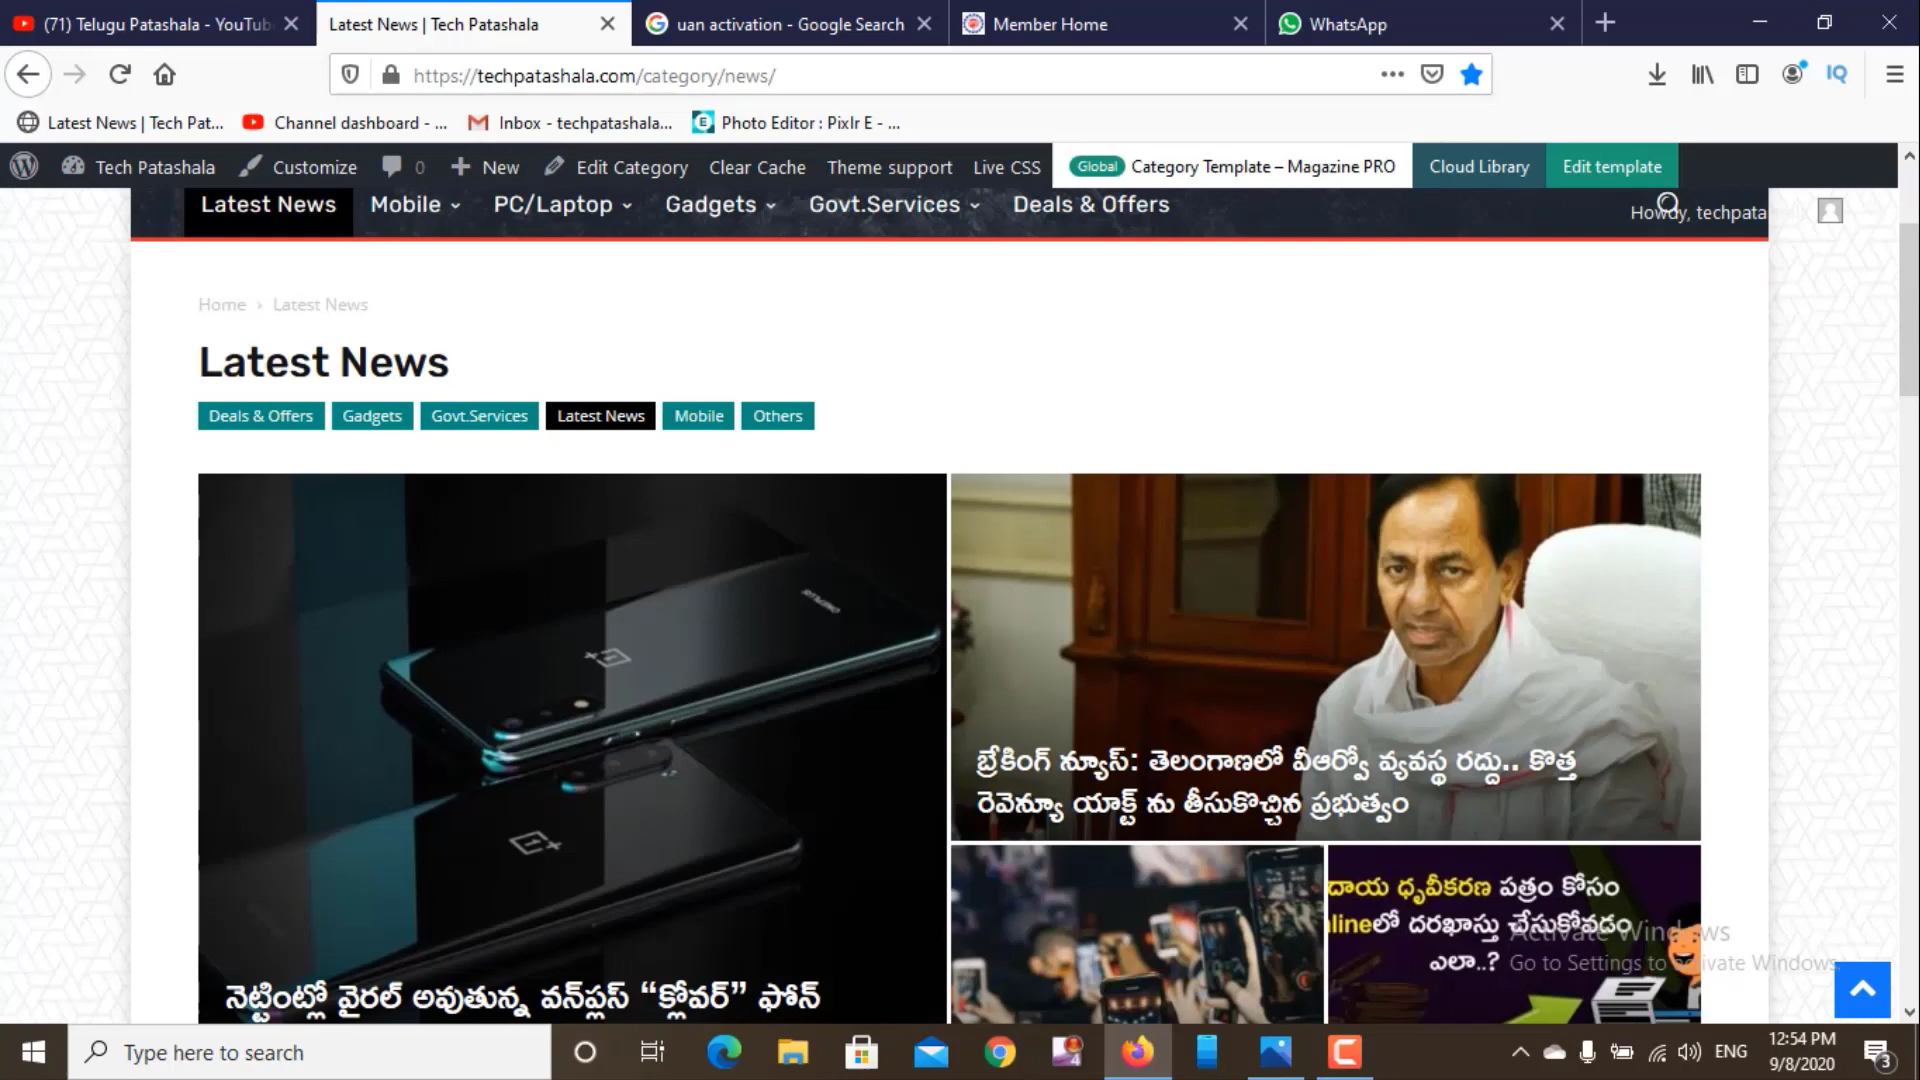 (71) Telugu Patashala - YouTub
Latest News | Tech Patashala
uan activation - Google Search
Member Home
WhatsApp
https://techpatashala.com/category/news/
IQ
Latest News | Tech Pat...
Channel dashboard - ...
Inbox - techpatashala...
Photo Editor : Pixlr E - ...
Tech Patashala
Customize
0
New
Edit Category
Clear Cache
Theme support
Live CSS
Global
Category Template – Magazine PRO
Cloud Library
Edit template
Latest News
Mobile
PC/Laptop
Gadgets
Govt.Services
Deals & Offers
Howdy, techpata
Home › Latest News
Latest News
Deals & Offers
Gadgets
Govt.Services
Latest News
Mobile
Others
ONEPLUS
బ్రేకింగ్ న్యూస్: తెలంగాణలో వీఆర్వో వ్యవస్థ రద్దు.. కొత్త
రెవెన్యూ యాక్ట్ ను తీసుకొచ్చిన ప్రభుత్వం
దాయ ధృవీకరణ పత్రం కోసం
lineలో దరఖాస్తు చేసుకోవడం
ఎలా..?
Activate Windows
Go to Settings to activate Windows.
నెట్టింట్లో వైరల్ అవుతున్న వన్‌ప్లస్ “క్లోవర్” ఫోన్
Type here to search
ENG
12:54 PM
9/8/2020
3